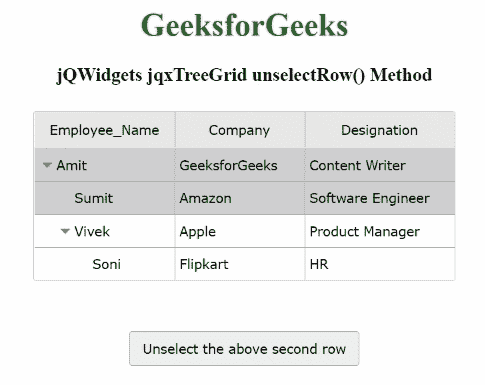 GeeksforGeeks
jQWidgets jqxTreeGrid unselectRow() Method
Employee_Name Company Designation
Amit GeeksforGeeks Content Writer
Sumit Amazon Software Engineer
Vivek Apple Product Manager
Soni Flipkart HR
Unselect the above second row